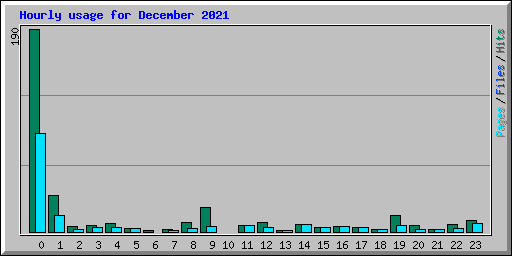 Hourly usage for December 2021
190
Pages/Files/Hits
0 1 2 3 4 5 6 7 8 9 10 11 12 13 14 15 16 17 18 19 20 21 22 23